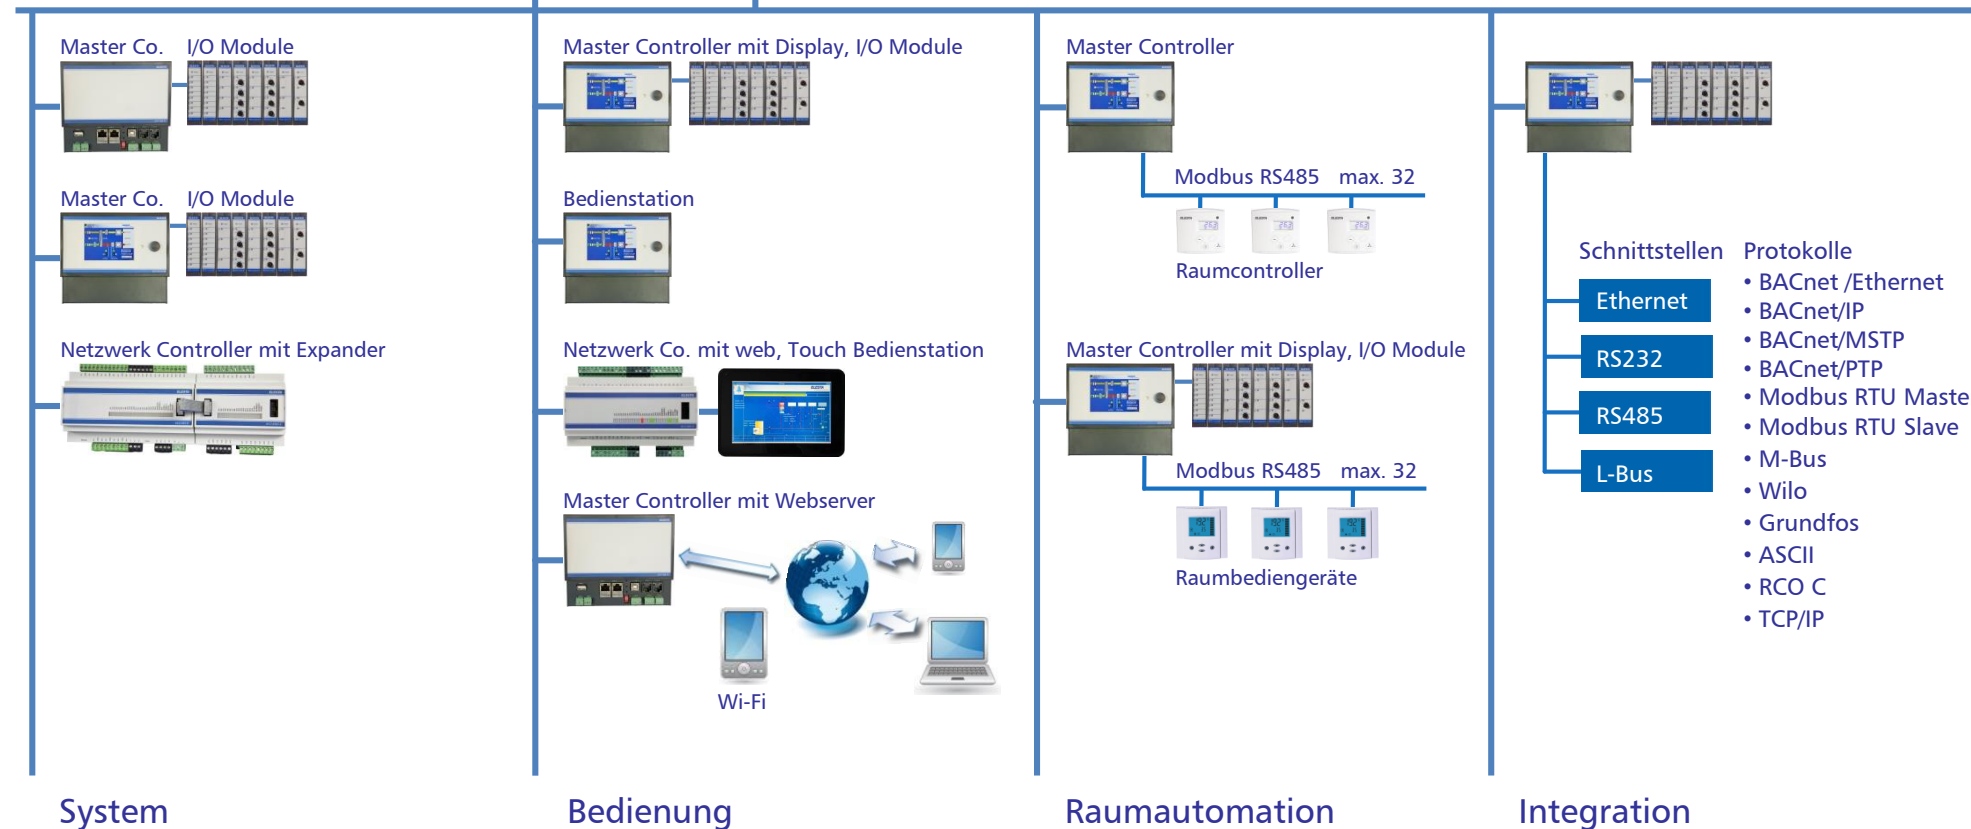 Master Co. I/O Module
Master Co. I/O Module
Netzwerk Controller mit Expander
System
Master Controller mit Display, I/O Module
Bedienstation
Netzwerk Co. mit web, Touch Bedienstation
Master Controller mit Webserver
Wi-Fi
Bedienung
Master Controller
Modbus RS485 max. 32
Raumcontroller
Master Controller mit Display, I/O Module
Modbus RS485 max. 32
Raumbediengeräte
Raumautomation
Schnittstellen
Ethernet
RS232
RS485
L-Bus
Protokolle
• BACnet /Ethernet
• BACnet/IP
• BACnet/MSTP
• BACnet/PTP
• Modbus RTU Maste
• Modbus RTU Slave
• M-Bus
• Wilo
• Grundfos
• ASCII
• RCO C
• TCP/IP
Integration